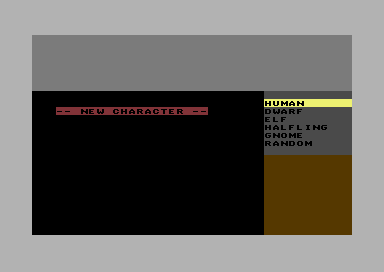 -- NEW CHARACTER --
HUMAN
DWARF
ELF
HALFLING
GNOME
RANDOM